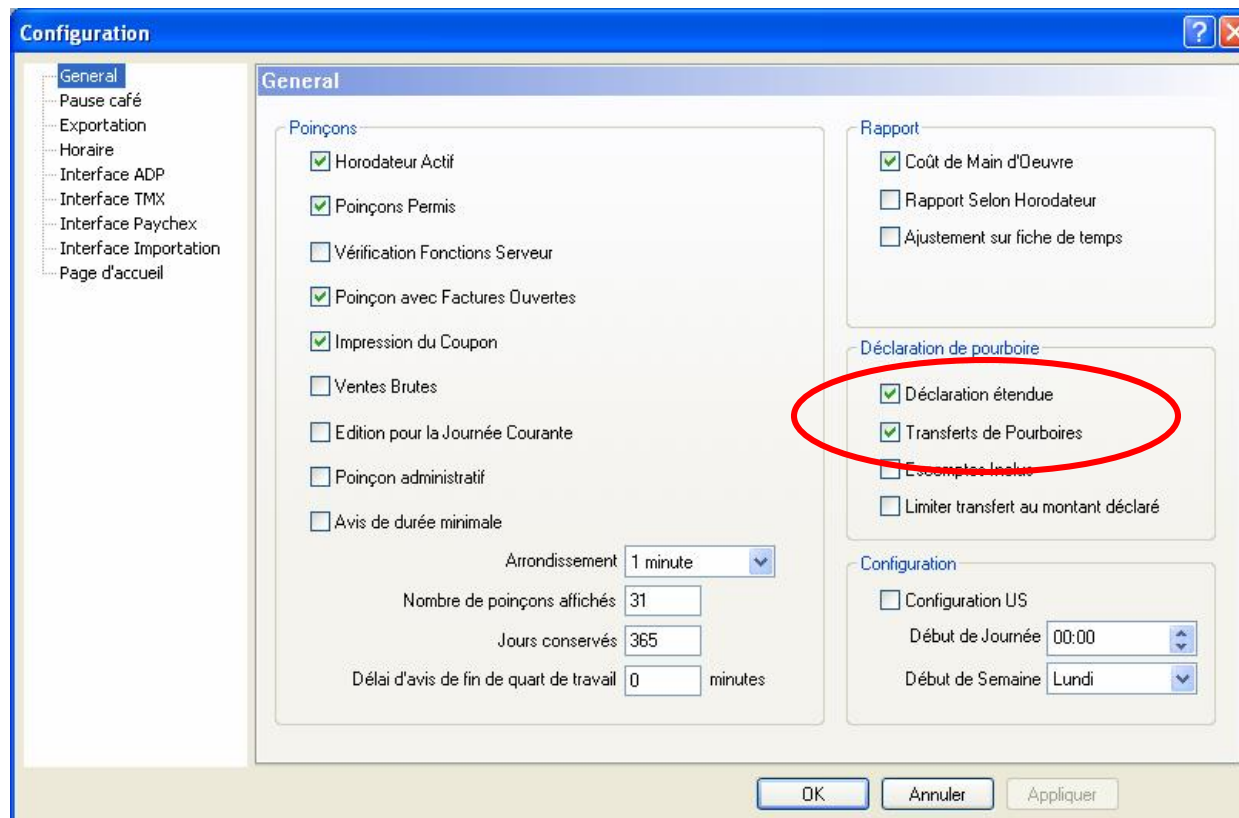 Configuration
General
Pause café
Exportation
Horaire
Interface ADP
Interface TMX
Interface Paychex
Interface Importation
Page d'accueil
General
Poinçons
Horodateur Actif
Poinçons Permis
Vérification Fonctions Serveur
Poinçon avec Factures Ouvertes
Impression du Coupon
Ventes Brutes
Edition pour la Journée Courante
Poinçon administratif
Avis de durée minimale
Arrondissement 1 minute
Nombre de poinçons affichés 31
Jours conservés 365
Délai d'avis de fin de quart de travail 0 minutes
Rapport
Coût de Main d'Oeuvre
Rapport Selon Horodateur
Ajustement sur fiche de temps
Déclaration de pourboire
Déclaration étendue
Transferts de Pourboires
Escomptes Inclus
Limiter transfert au montant déclaré
Configuration
Configuration US
Début de Journée 00:00
Début de Semaine Lundi
OK Annuler Appliquer